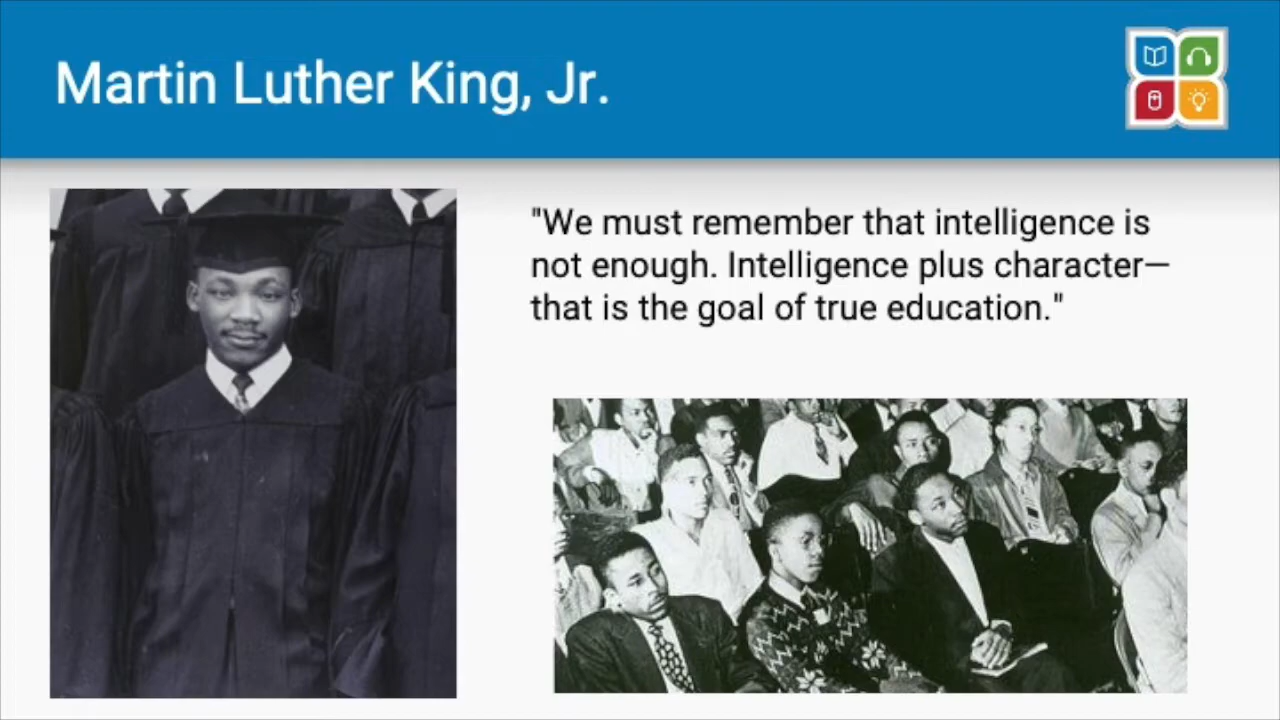 Martin Luther King, Jr.
"We must remember that intelligence is
not enough. Intelligence plus character—
that is the goal of true education."